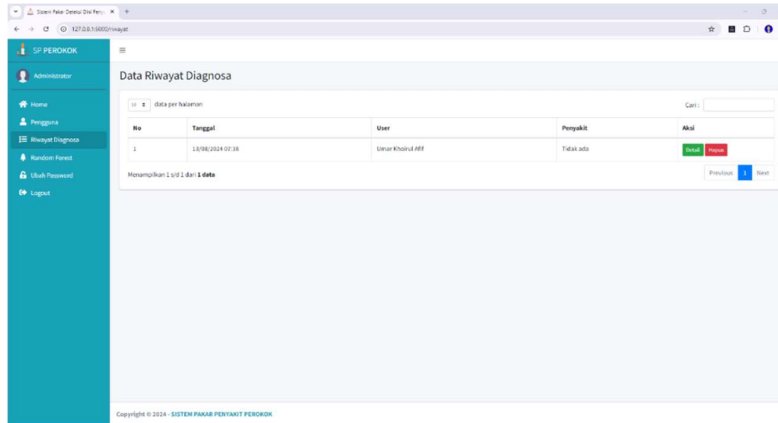 Sistem Pakar Deteksi Dini Peny
127.0.0.1:8000/riwayat
SP PEROKOK
Administrator
Home
Pengguna
Riwayat Diagnosa
Random Forest
Ubah Password
Logout
Data Riwayat Diagnosa
10 data per halaman
Cari :
No Tanggal User Penyakit Aksi
1 13/08/2024 07:38 Umar Khoirul Afif Tidak ada Detail Hapus
Menampilkan 1 s/d 1 dari 1 data
Previous 1 Next
Copyright © 2024 - SISTEM PAKAR PENYAKIT PEROKOK